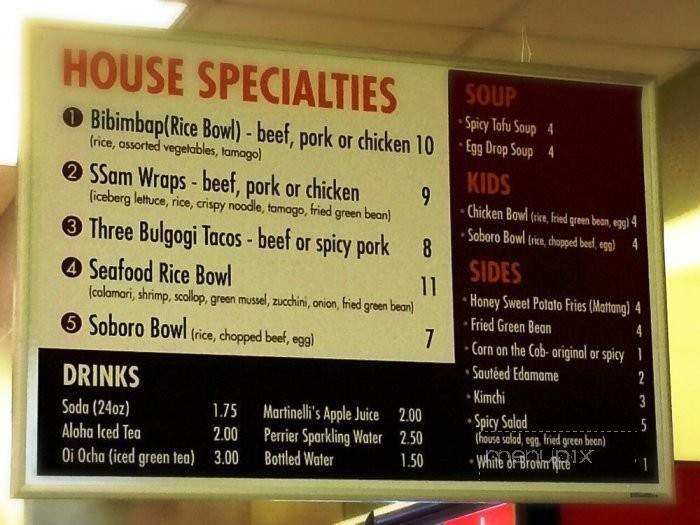 HOUSE SPECIALTIES
1 Bibimbap(Rice Bowl) - beef, pork or chicken 10
(rice, assorted vegetables, tamago)
2 SSam Wraps - beef, pork or chicken 9
(iceberg lettuce, rice, crispy noodle, tamago, fried green bean)
3 Three Bulgogi Tacos - beef or spicy pork 8
4 Seafood Rice Bowl 11
(calamari, shrimp, scallop, green mussel, zucchini, onion, fried green bean)
5 Soboro Bowl (rice, chopped beef, egg) 7
DRINKS
Soda (24oz) 1.75
Aloha Iced Tea 2.00
Oi Ocha (iced green tea) 3.00
Martinelli's Apple Juice 2.00
Perrier Sparkling Water 2.50
Bottled Water 1.50
SOUP
• Spicy Tofu Soup 4
• Egg Drop Soup 4
KIDS
• Chicken Bowl (rice, fried green bean, egg) 4
• Soboro Bowl (rice, chopped beef, egg) 4
SIDES
• Honey Sweet Potato Fries (Mattang) 4
• Fried Green Bean 4
• Corn on the Cob- original or spicy 1
• Sautéed Edamame 2
• Kimchi 3
• Spicy Salad 5
(house salad, egg, fried green bean)
• White or Brown Rice 1
menupix